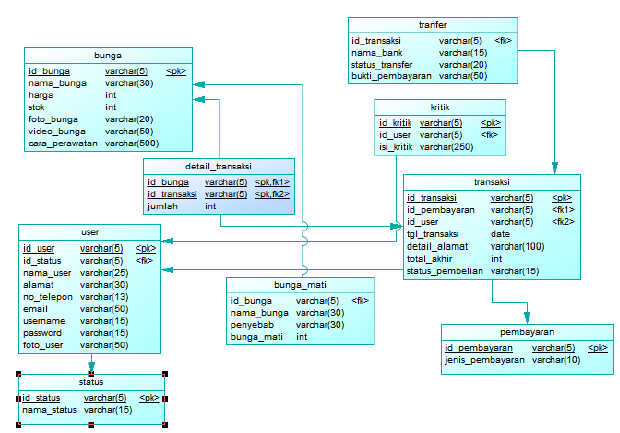 tranfer
id_transaksi varchar(5) <fk>
nama_bank varchar(15)
status_transfer varchar(20)
bukti_pembayaran varchar(50)
bunga
id_bunga varchar(5) <pk>
nama_bunga varchar(30)
harga int
stok int
foto_bunga varchar(20)
video_bunga varchar(50)
cara_perawatan varchar(500)
kritik
id_kritik varchar(5) <pk>
id_user varchar(5) <fk>
isi_kritik varchar(250)
detail_transaksi
id_bunga varchar(5) <pk,fk1>
id_transaksi varchar(5) <pk,fk2>
jumlah int
transaksi
id_transaksi varchar(5) <pk>
id_pembayaran varchar(5) <fk1>
id_user varchar(5) <fk2>
tgl_transaksi date
detail_alamat varchar(100)
total_akhir int
status_pembelian varchar(15)
user
id_user varchar(5) <pk>
id_status varchar(5) <fk>
nama_user varchar(25)
alamat varchar(30)
no_telepon varchar(13)
email varchar(50)
username varchar(15)
password varchar(15)
foto_user varchar(50)
bunga_mati
id_bunga varchar(5) <fk>
nama_bunga varchar(30)
penyebab varchar(30)
bunga_mati int
pembayaran
id_pembayaran varchar(5) <pk>
jenis_pembayaran varchar(10)
status
id_status varchar(5) <pk>
nama_status varchar(15)